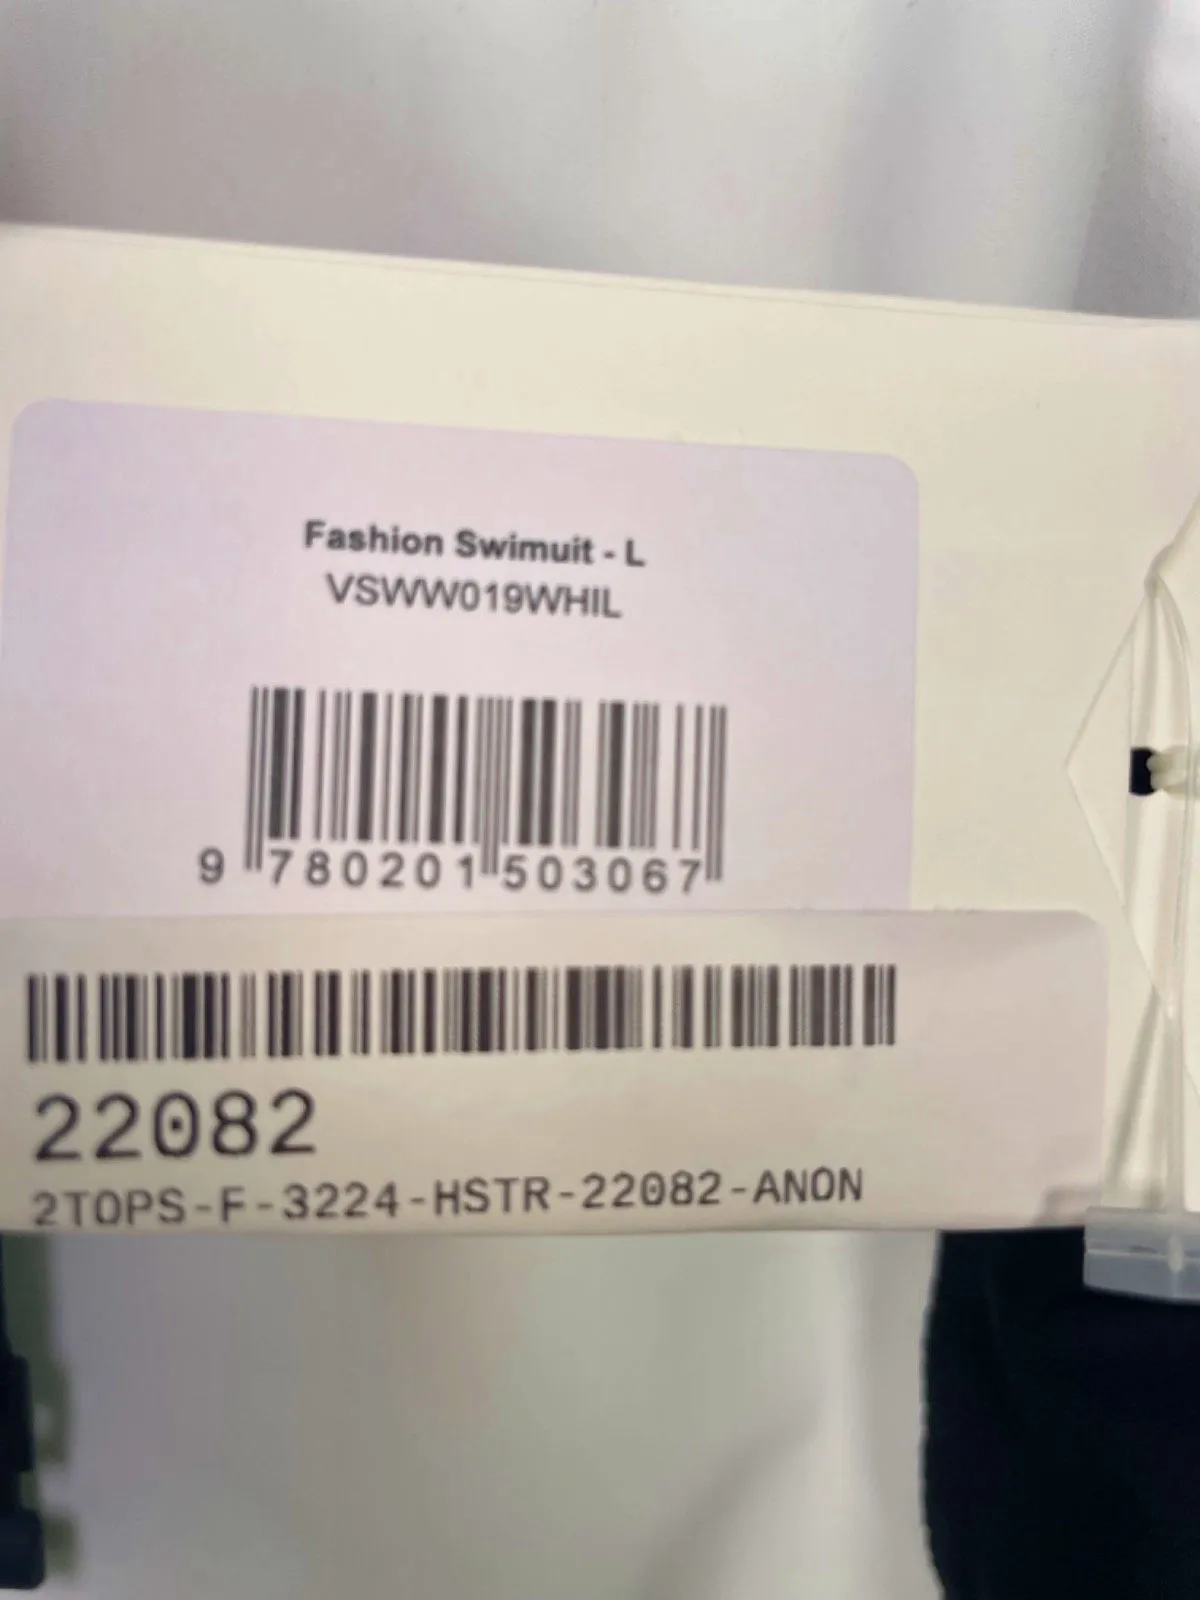 Fashion Swimuit - L
VSWW019WHIL
9 780201 503067
22082
2TOPS-F-3224-HSTR-22082-ANON